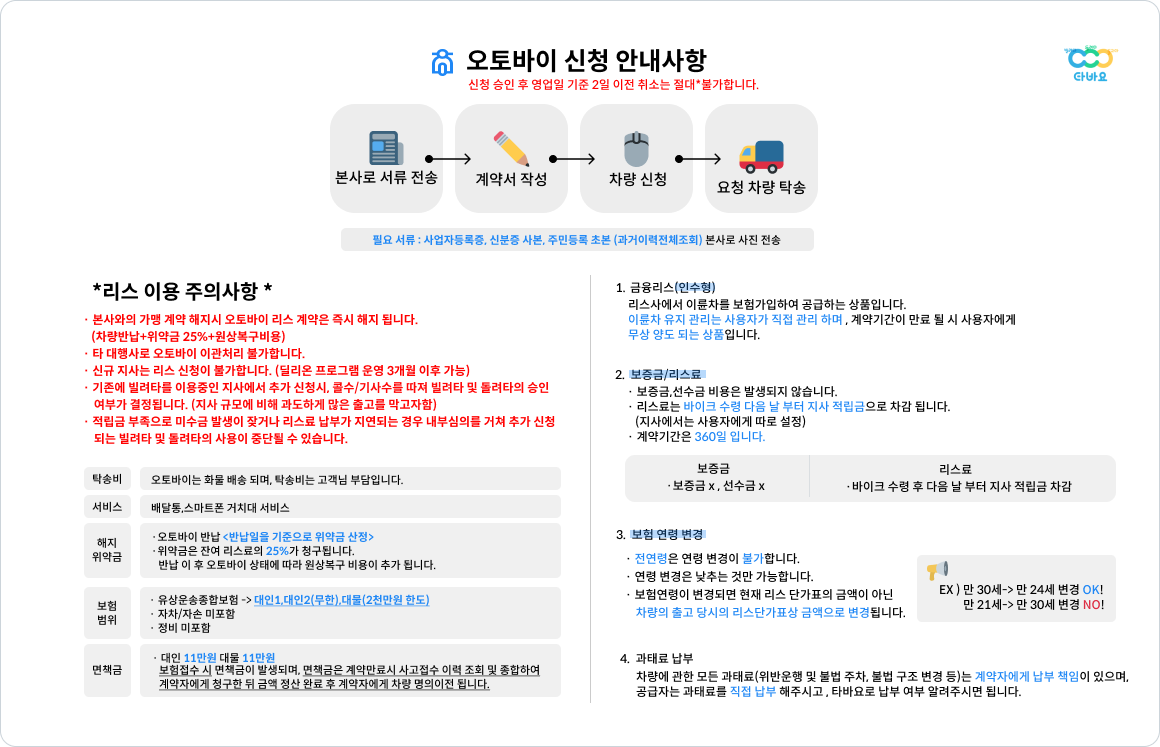 오토바이 신청 안내사항
신청 승인 후 영업일 기준 2일 이전 취소는 절대*불가합니다.
타바요
본사로 서류 전송
계약서 작성
차량 신청
요청 차량 탁송
필요 서류 : 사업자등록증, 신분증 사본, 주민등록 초본 (과거이력전체조회) 본사로 사진 전송
*리스 이용 주의사항 *
· 본사와의 가맹 계약 해지시 오토바이 리스 계약은 즉시 해지 됩니다.
(차량반납+위약금 25%+원상복구비용)
· 타 대행사로 오토바이 이관처리 불가합니다.
· 신규 지사는 리스 신청이 불가합니다. (딜리온 프로그램 운영 3개월 이후 가능)
· 기존에 빌려타를 이용중인 지사에서 추가 신청시, 콜수/기사수를 따져 빌려타 및 돌려타의 승인
여부가 결정됩니다. (지사 규모에 비해 과도하게 많은 출고를 막고자함)
· 적립금 부족으로 미수금 발생이 잦거나 리스료 납부가 지연되는 경우 내부심의를 거쳐 추가 신청
되는 빌려타 및 돌려타의 사용이 중단될 수 있습니다.
탁송비
오토바이는 화물 배송 되며, 탁송비는 고객님 부담입니다.
서비스
배달통,스마트폰 거치대 서비스
해지
위약금
· 오토바이 반납 <반납일을 기준으로 위약금 산정>
· 위약금은 잔여 리스료의 25%가 청구됩니다.
반납 이 후 오토바이 상태에 따라 원상복구 비용이 추가 됩니다.
보험
범위
· 유상운송종합보험 -> 대인1,대인2(무한),대물(2천만원 한도)
· 자차/자손 미포함
· 정비 미포함
면책금
· 대인 11만원 대물 11만원
보험접수 시 면책금이 발생되며, 면책금은 계약만료시 사고접수 이력 조회 및 종합하여
계약자에게 청구한 뒤 금액 정산 완료 후 계약자에게 차량 명의이전 됩니다.
1. 금융리스(인수형)
리스사에서 이륜차를 보험가입하여 공급하는 상품입니다.
이륜차 유지 관리는 사용자가 직접 관리 하며 , 계약기간이 만료 될 시 사용자에게
무상 양도 되는 상품입니다.
2. 보증금/리스료
· 보증금,선수금 비용은 발생되지 않습니다.
· 리스료는 바이크 수령 다음 날 부터 지사 적립금으로 차감 됩니다.
(지사에서는 사용자에게 따로 설정)
· 계약기간은 360일 입니다.
보증금
· 보증금 x , 선수금 x
리스료
· 바이크 수령 후 다음 날 부터 지사 적립금 차감
3. 보험 연령 변경
· 전연령은 연령 변경이 불가합니다.
· 연령 변경은 낮추는 것만 가능합니다.
· 보험연령이 변경되면 현재 리스 단가표의 금액이 아닌
차량의 출고 당시의 리스단가표상 금액으로 변경됩니다.
EX ) 만 30세-> 만 24세 변경 OK!
만 21세-> 만 30세 변경 NO!
4. 과태료 납부
차량에 관한 모든 과태료(위반운행 및 불법 주차, 불법 구조 변경 등)는 계약자에게 납부 책임이 있으며,
공급자는 과태료를 직접 납부 해주시고 , 타바요로 납부 여부 알려주시면 됩니다.